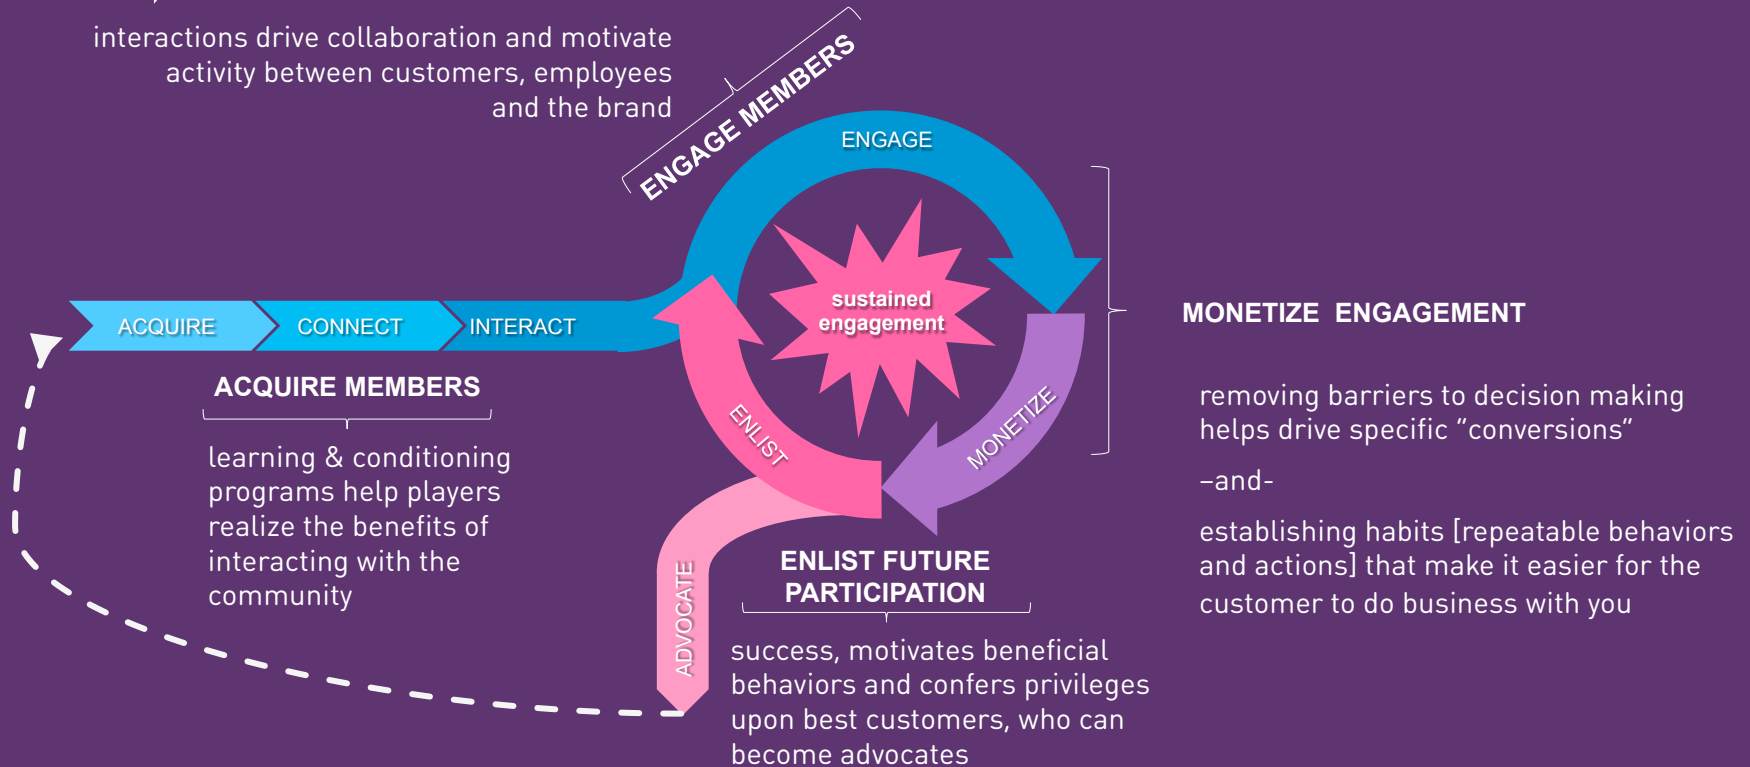 interactions drive collaboration and motivate
activity between customers, employees
and the brand
ENGAGE MEMBERS
ENGAGE
sustained
engagement
ACQUIRE
CONNECT
INTERACT
MONETIZE
ENLIST
ADVOCATE
ACQUIRE MEMBERS
learning & conditioning
programs help players
realize the benefits of
interacting with the
community
ENLIST FUTURE
PARTICIPATION
success, motivates beneficial
behaviors and confers privileges
upon best customers, who can
become advocates
MONETIZE ENGAGEMENT
removing barriers to decision making
helps drive specific “conversions”
–and-
establishing habits [repeatable behaviors
and actions] that make it easier for the
customer to do business with you